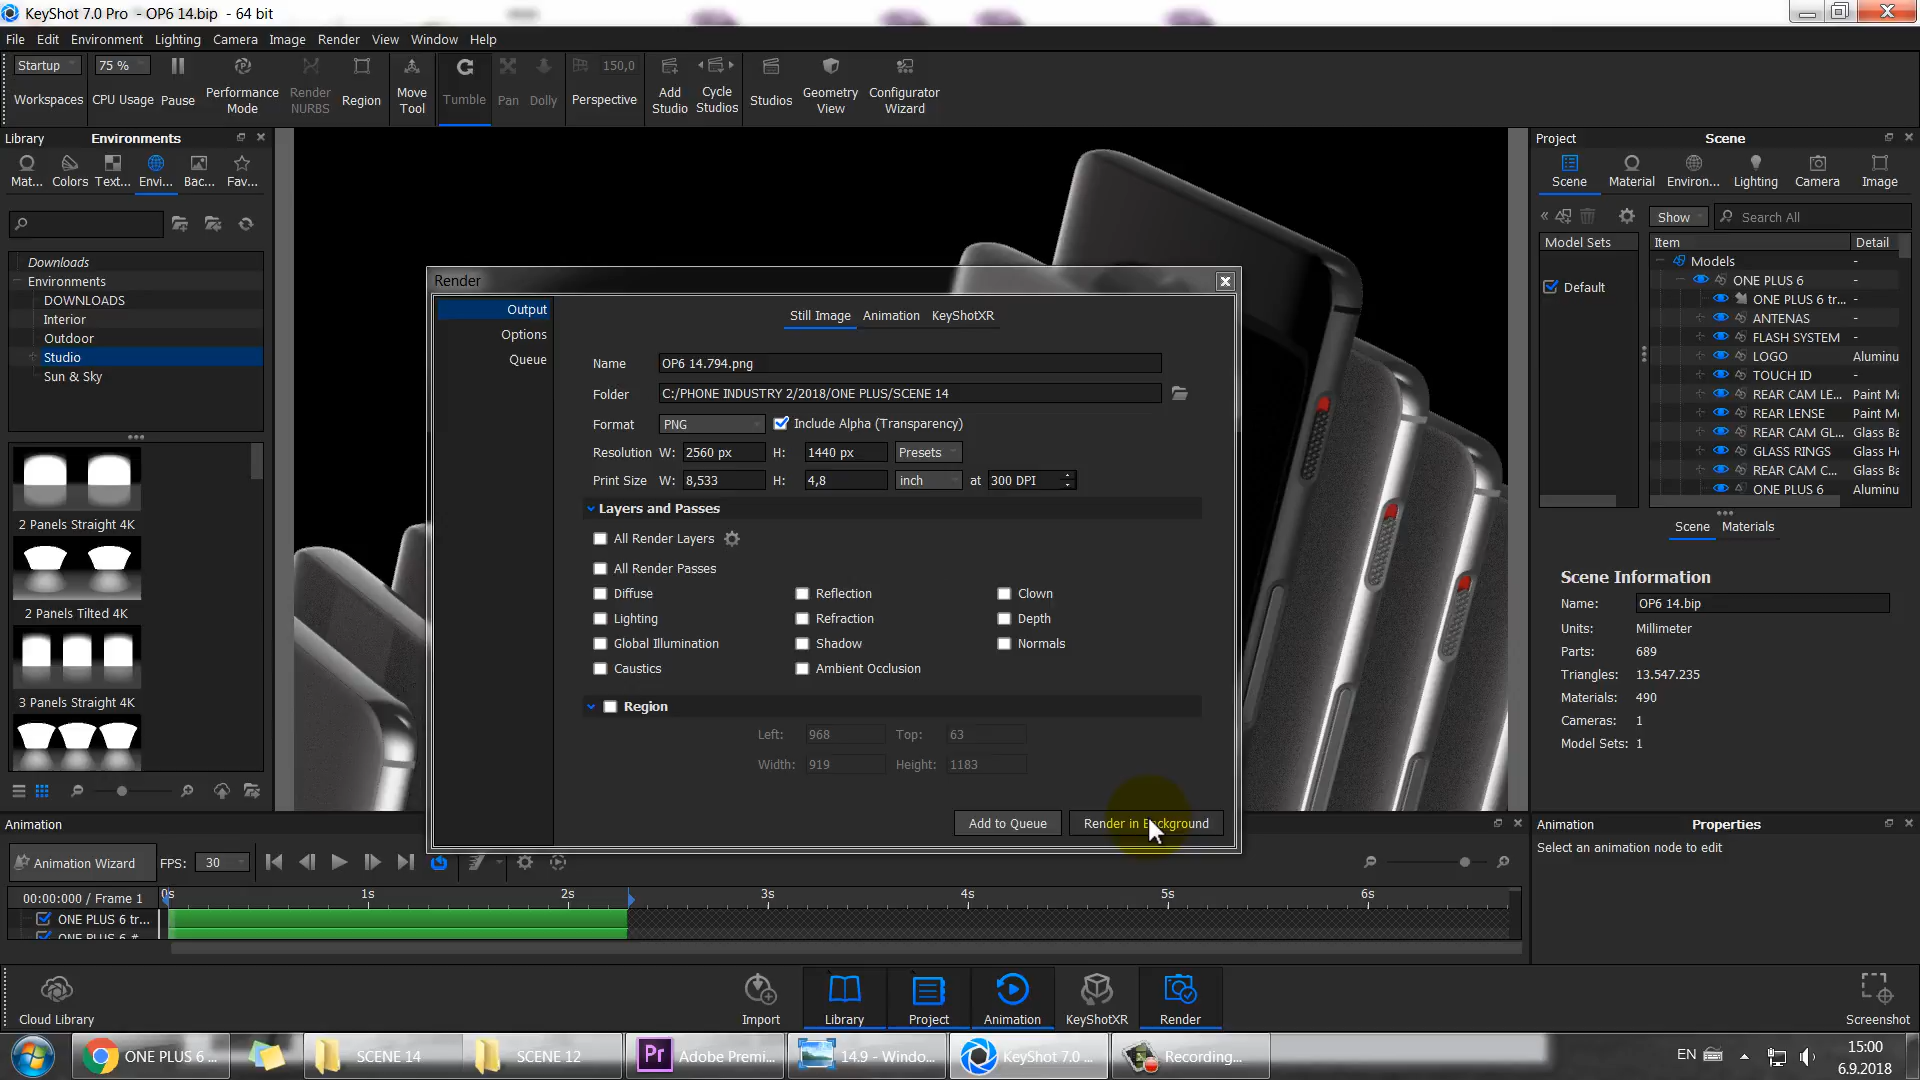 KeyShot 7.0 Pro - OP6 14.bip - 64 bit
File Edit Environment Lighting Camera Image Render View Window Help
Startup 75 % 150,0
Workspaces CPU Usage Pause Performance Mode Render NURBS Region Move Tool Tumble Pan Dolly Perspective Add Studio Cycle Studios Studios Geometry View Configurator Wizard
Library Environments
Mat... Colors Text... Envi... Bac... Fav...
Downloads
Environments
DOWNLOADS
Interior
Outdoor
Studio
Sun & Sky
2 Panels Straight 4K
2 Panels Tilted 4K
3 Panels Straight 4K
Render
Output
Options
Queue
Still Image Animation KeyShotXR
Name OP6 14.794.png
Folder C:/PHONE INDUSTRY 2/2018/ONE PLUS/SCENE 14
Format PNG Include Alpha (Transparency)
Resolution W: 2560 px H: 1440 px Presets
Print Size W: 8,533 H: 4,8 inch at 300 DPI
Layers and Passes
All Render Layers
All Render Passes
Diffuse Reflection Clown
Lighting Refraction Depth
Global Illumination Shadow Normals
Caustics Ambient Occlusion
Region
Left: 968 Top: 63
Width: 919 Height: 1183
Add to Queue Render in Background
Project Scene
Scene Material Environ... Lighting Camera Image
Show Search All
Model Sets Item Detail
Default
Models -
ONE PLUS 6 -
ONE PLUS 6 tr... -
ANTENAS -
FLASH SYSTEM -
LOGO Aluminu
TOUCH ID -
REAR CAM LE... Paint Ma
REAR LENSE Paint M
REAR CAM GL... Glass Ba
GLASS RINGS Glass H
REAR CAM C... Glass Ba
ONE PLUS 6 Aluminu
Scene Materials
Scene Information
Name: OP6 14.bip
Units: Millimeter
Parts: 689
Triangles: 13.547.235
Materials: 490
Cameras: 1
Model Sets: 1
Animation
Animation Wizard FPS: 30
00:00:000 / Frame 1 0s 1s 2s 3s 4s 5s 6s
ONE PLUS 6 tr...
ONE PLUS 6 #
Animation Properties
Select an animation node to edit
Cloud Library Import Library Project Animation KeyShotXR Render Screenshot
ONE PLUS 6 ... SCENE 14 SCENE 12 Pr Adobe Premi... 14.9 - Windo... KeyShot 7.0 ... Recording... EN
15:00
6.9.2018